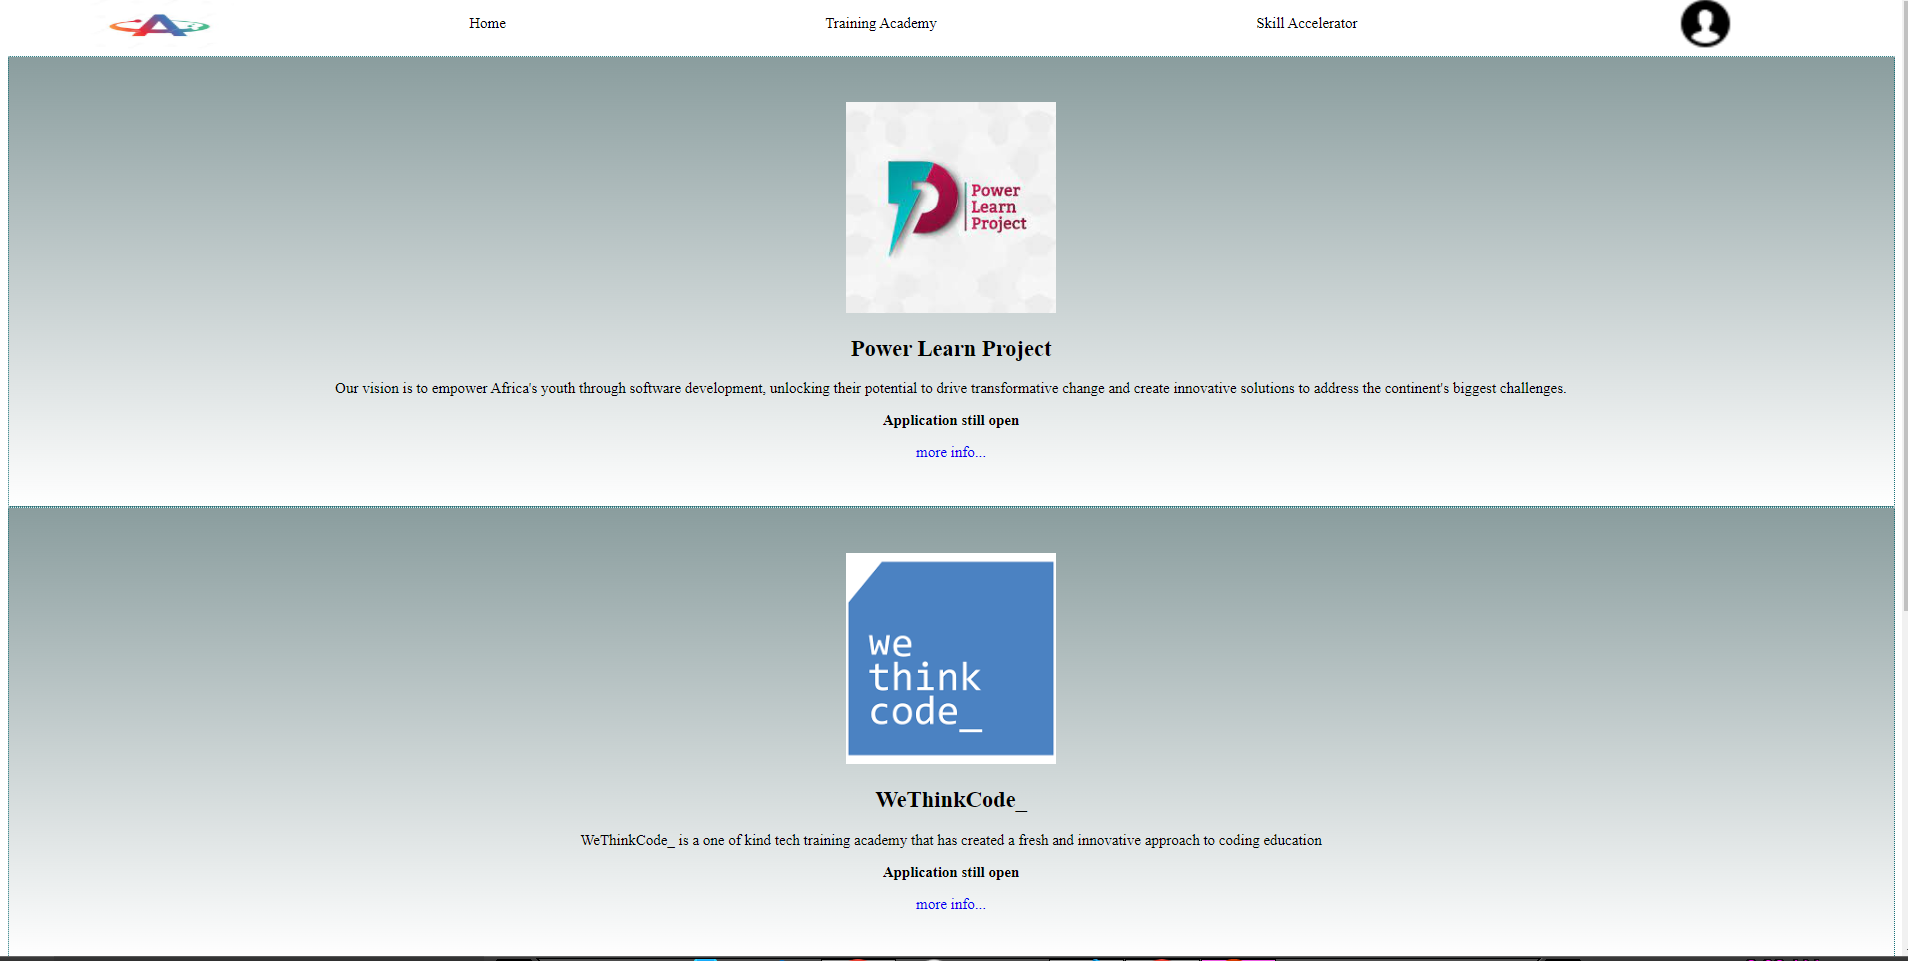 Home Training Academy Skill Accelerator
Power
Learn
Project
Power Learn Project
Our vision is to empower Africa's youth through software development, unlocking their potential to drive transformative change and create innovative solutions to address the continent's biggest challenges.
Application still open
more info...
we
think
code_
WeThinkCode_
WeThinkCode_ is a one of kind tech training academy that has created a fresh and innovative approach to coding education
Application still open
more info...